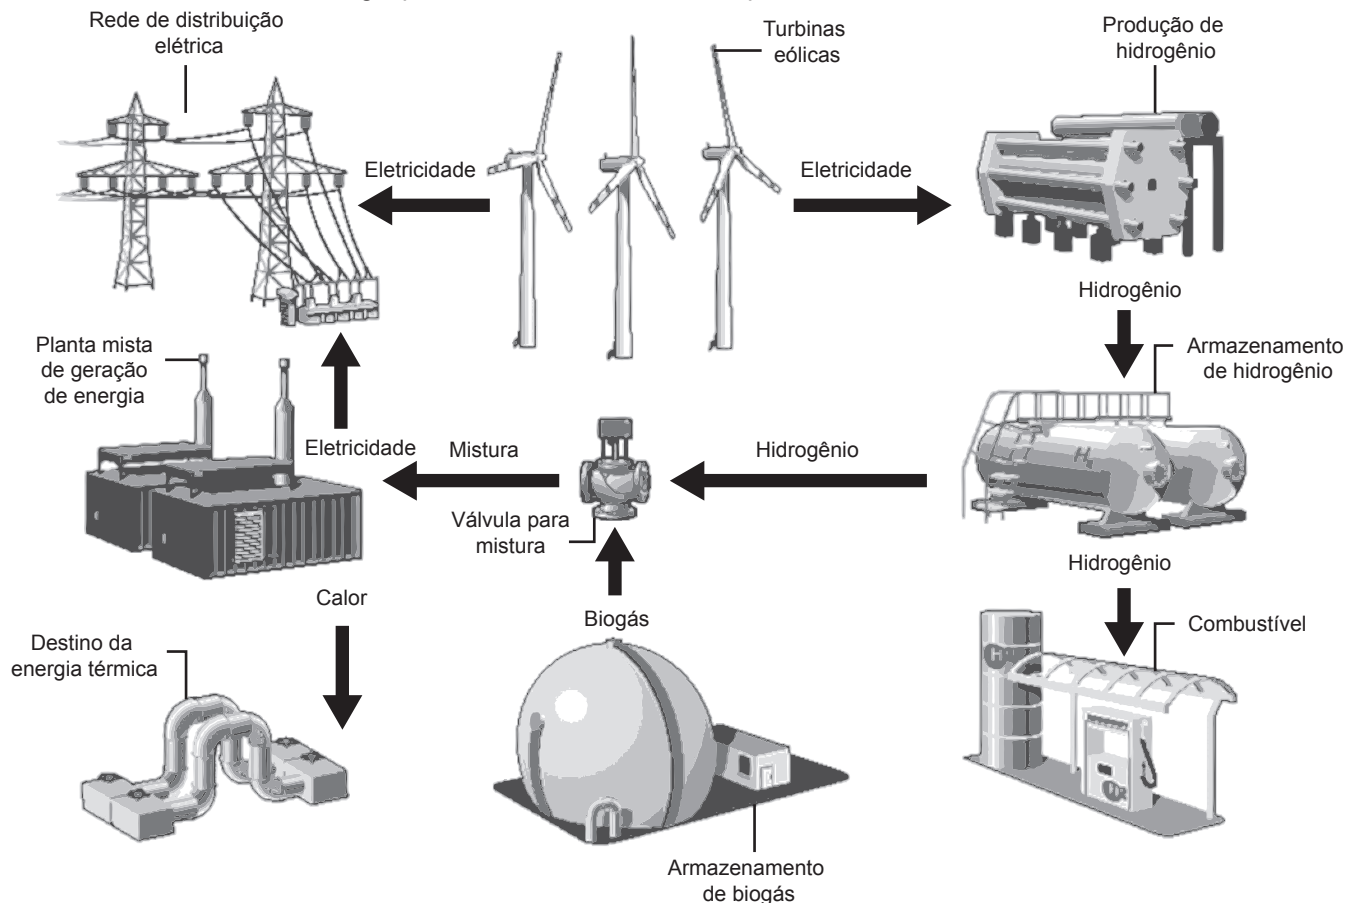 Rede de distribuição
elétrica
Turbinas
eólicas
Produção de
hidrogênio
Eletricidade
Eletricidade
Hidrogênio
Planta mista
de geração
de energia
Armazenamento
de hidrogênio
Eletricidade
Mistura
Hidrogênio
H
Válvula para
mistura
Hidrogênio
Calor
Biogás
Combustível
Destino da
energia térmica
H
Armazenamento
de biogás